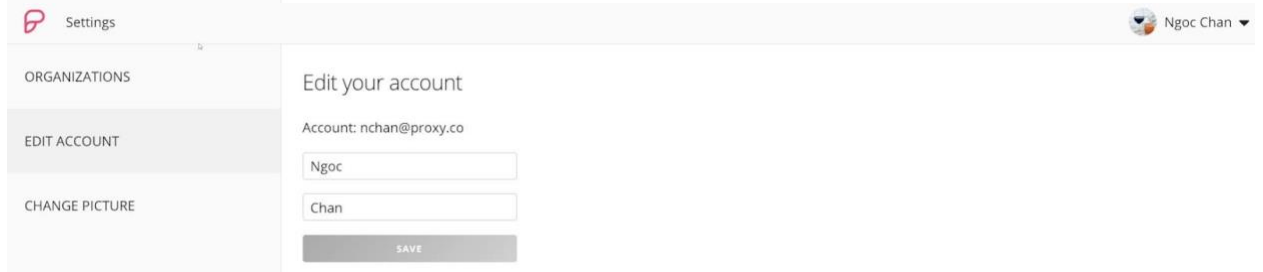 Settings
Ngoc Chan
ORGANIZATIONS
EDIT ACCOUNT
CHANGE PICTURE
Edit your account
Account: nchan@proxy.co
Ngoc
Chan
SAVE